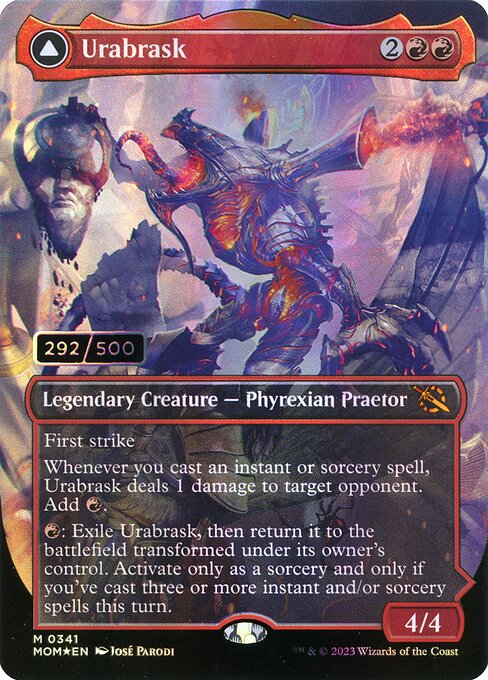 Urabrask 2
292/500
Legendary Creature — Phyrexian Praetor
First strike
Whenever you cast an instant or sorcery spell,
Urabrask deals 1 damage to target opponent.
Add .
: Exile Urabrask, then return it to the
battlefield transformed under its owner's
control. Activate only as a sorcery and only if
you've cast three or more instant and/or sorcery
spells this turn.
4/4
M 0341
MOM★EN José Parodi ™ & © 2023 Wizards of the Coast